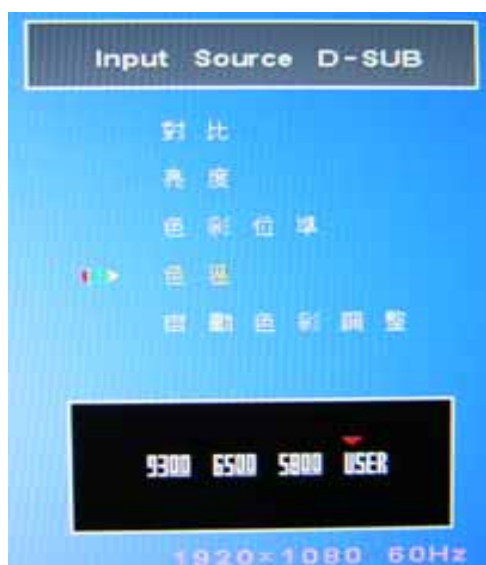 Input Source D-SUB
對比
亮度
色彩位準
色溫
自動色彩調整
9300 6500 5800 USER
1920×1080 60Hz